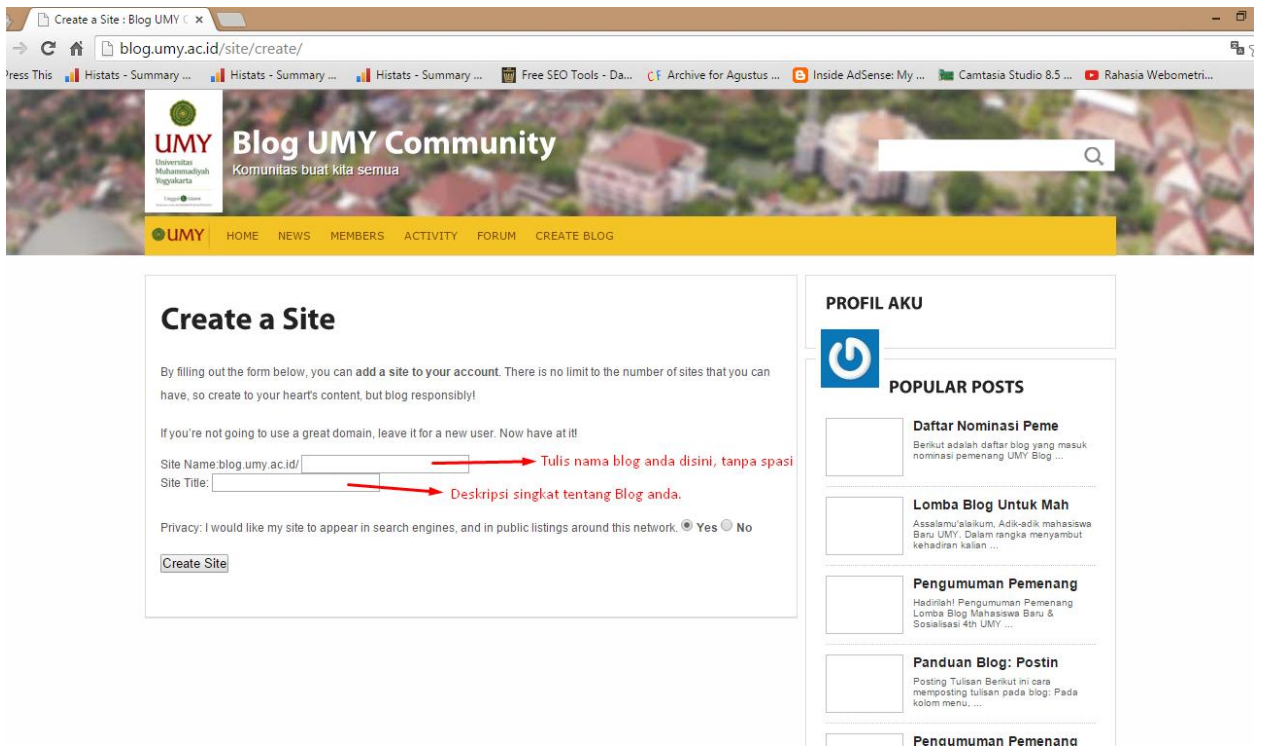 Create a Site : Blog UMY C
blog.umy.ac.id/site/create/
Press This Histats - Summary ... Histats - Summary ... Histats - Summary ... Free SEO Tools - Da... Archive for Agustus ... Inside AdSense: My ... Camtasia Studio 8.5 ... Rahasia Webometri...
UMY
Universitas
Muhammadiyah
Yogyakarta
Blog UMY Community
Komunitas buat kita semua
UMY HOME NEWS MEMBERS ACTIVITY FORUM CREATE BLOG
Create a Site
By filling out the form below, you can add a site to your account. There is no limit to the number of sites that you can
have, so create to your heart's content, but blog responsibly!
If you're not going to use a great domain, leave it for a new user. Now have at it!
Site Name:blog.umy.ac.id/ Tulis nama blog anda disini, tanpa spasi
Site Title:
Deskripsi singkat tentang Blog anda.
Privacy: I would like my site to appear in search engines, and in public listings around this network. Yes No
Create Site
PROFIL AKU
POPULAR POSTS
Daftar Nominasi Peme
Berikut adalah daftar blog yang masuk
nominasi pemenang UMY Blog ...
Lomba Blog Untuk Mah
Assalamu'alaikum, Adik-adik mahasiswa
Baru UMY. Dalam rangka menyambut
kehadiran kalian ...
Pengumuman Pemenang
Hadirilah! Pengumuman Pemenang
Lomba Blog Mahasiswa Baru &
Sosialisasi 4th UMY ...
Panduan Blog: Postin
Posting Tulisan Berikut ini cara
memposting tulisan pada blog: Pada
kolom menu, ...
Pengumuman Pemenang